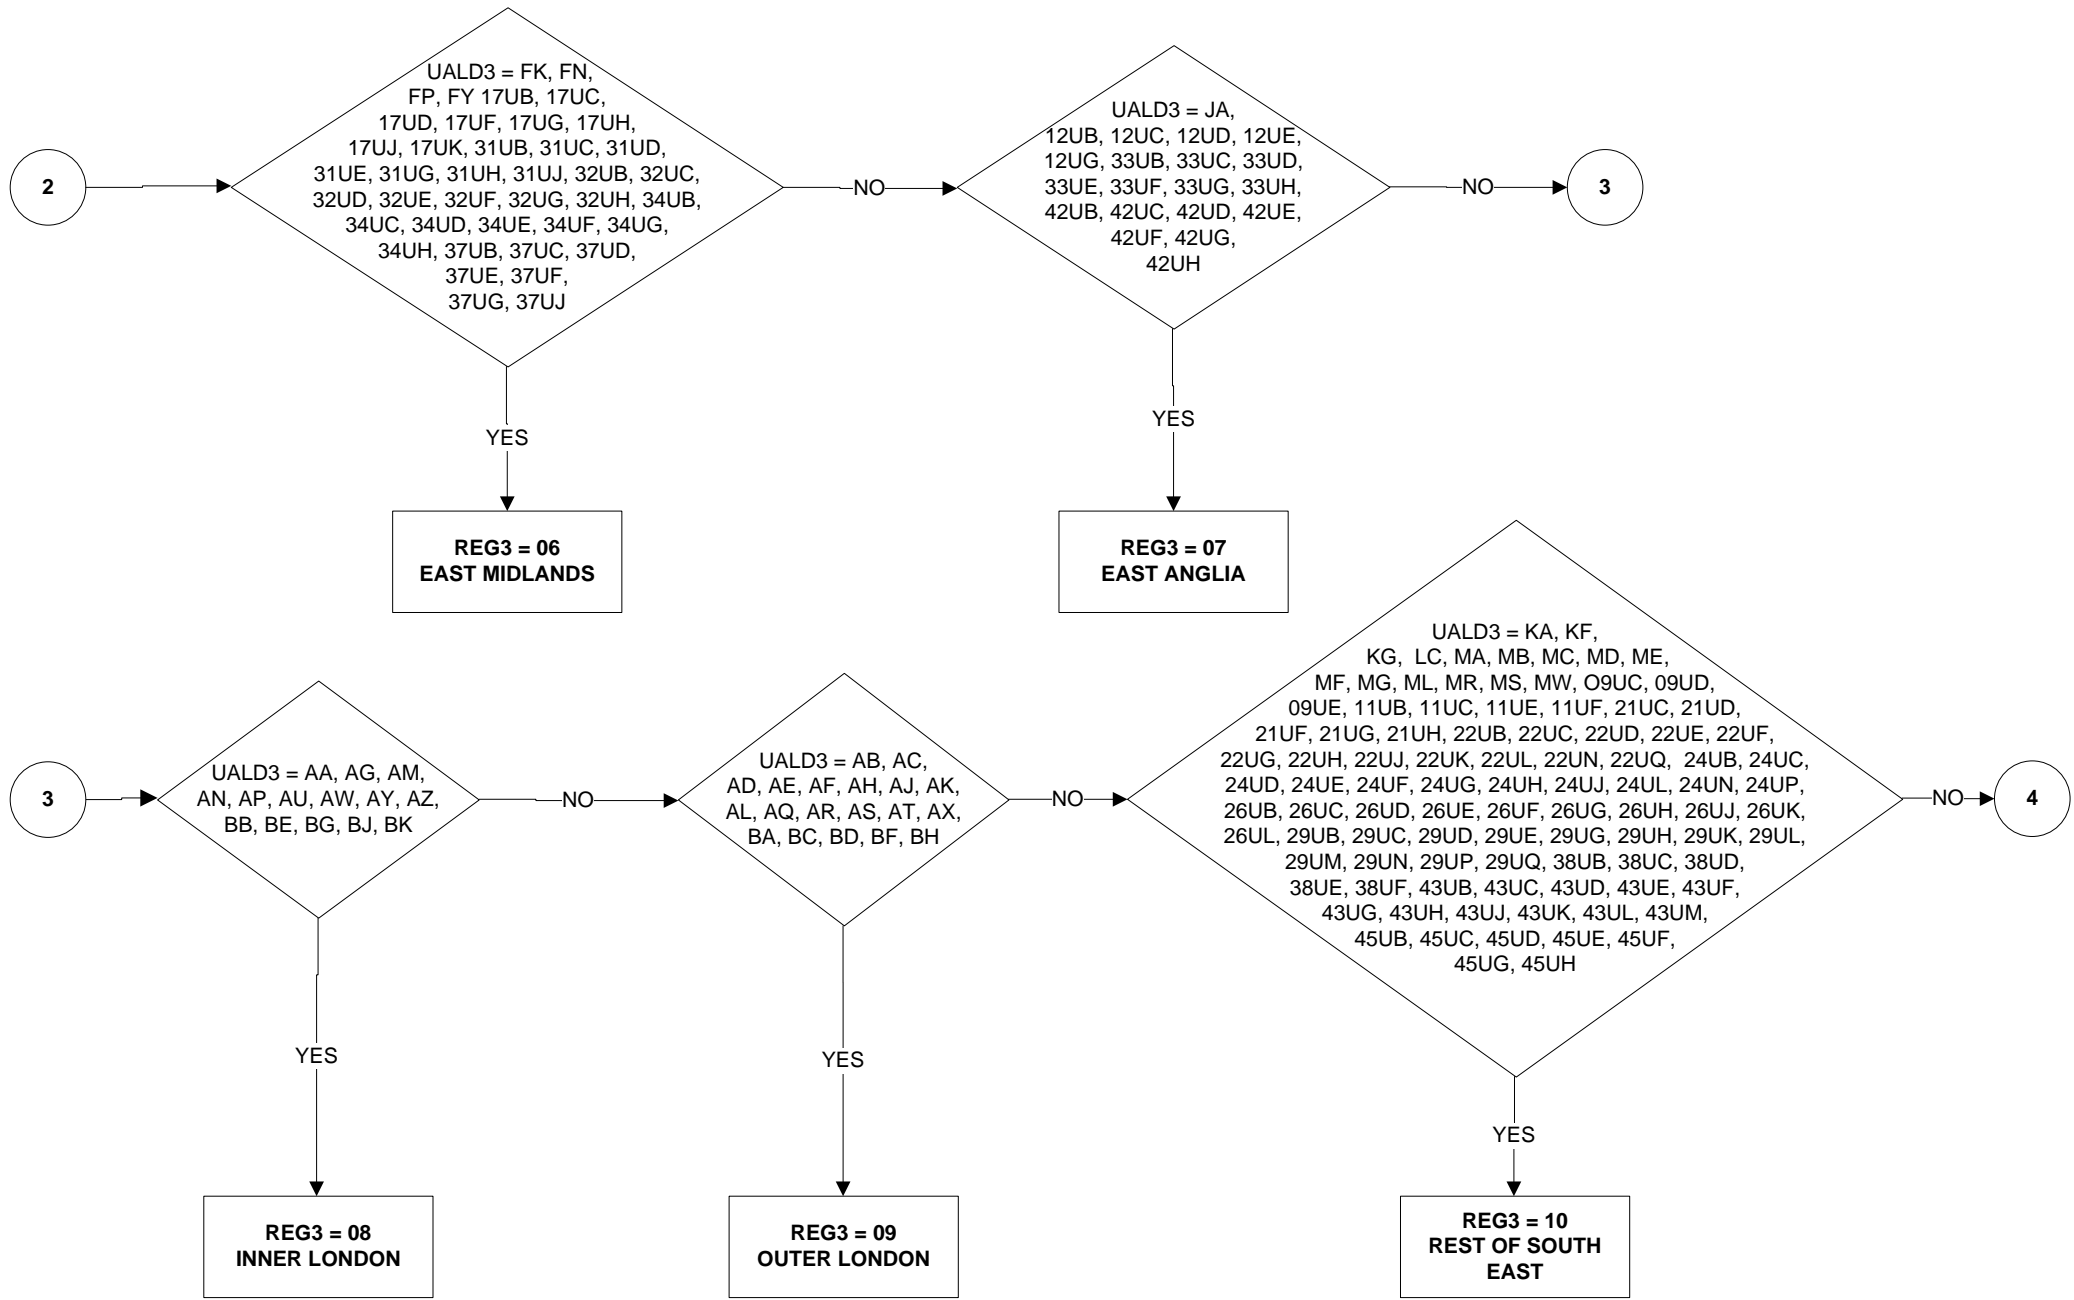 2
UALD3 = FK, FN,
FP, FY 17UB, 17UC,
17UD, 17UF, 17UG, 17UH,
17UJ, 17UK, 31UB, 31UC, 31UD,
31UE, 31UG, 31UH, 31UJ, 32UB, 32UC,
32UD, 32UE, 32UF, 32UG, 32UH, 34UB,
34UC, 34UD, 34UE, 34UF, 34UG,
34UH, 37UB, 37UC, 37UD,
37UE, 37UF,
37UG, 37UJ
NO
UALD3 = JA,
12UB, 12UC, 12UD, 12UE,
12UG, 33UB, 33UC, 33UD,
33UE, 33UF, 33UG, 33UH,
42UB, 42UC, 42UD, 42UE,
42UF, 42UG,
42UH
NO
3
YES
REG3 = 06
EAST MIDLANDS
YES
REG3 = 07
EAST ANGLIA
3
UALD3 = AA, AG, AM,
AN, AP, AU, AW, AY, AZ,
BB, BE, BG, BJ, BK
NO
UALD3 = AB, AC,
AD, AE, AF, AH, AJ, AK,
AL, AQ, AR, AS, AT, AX,
BA, BC, BD, BF, BH
NO
UALD3 = KA, KF,
KG,  LC, MA, MB, MC, MD, ME,
MF, MG, ML, MR, MS, MW, O9UC, 09UD,
09UE, 11UB, 11UC, 11UE, 11UF, 21UC, 21UD,
21UF, 21UG, 21UH, 22UB, 22UC, 22UD, 22UE, 22UF,
22UG, 22UH, 22UJ, 22UK, 22UL, 22UN, 22UQ,  24UB, 24UC,
24UD, 24UE, 24UF, 24UG, 24UH, 24UJ, 24UL, 24UN, 24UP,
26UB, 26UC, 26UD, 26UE, 26UF, 26UG, 26UH, 26UJ, 26UK,
26UL, 29UB, 29UC, 29UD, 29UE, 29UG, 29UH, 29UK, 29UL,
29UM, 29UN, 29UP, 29UQ, 38UB, 38UC, 38UD,
38UE, 38UF, 43UB, 43UC, 43UD, 43UE, 43UF,
43UG, 43UH, 43UJ, 43UK, 43UL, 43UM,
45UB, 45UC, 45UD, 45UE, 45UF,
45UG, 45UH
NO
4
YES
REG3 = 08
INNER LONDON
YES
REG3 = 09
OUTER LONDON
YES
REG3 = 10
REST OF SOUTH
EAST